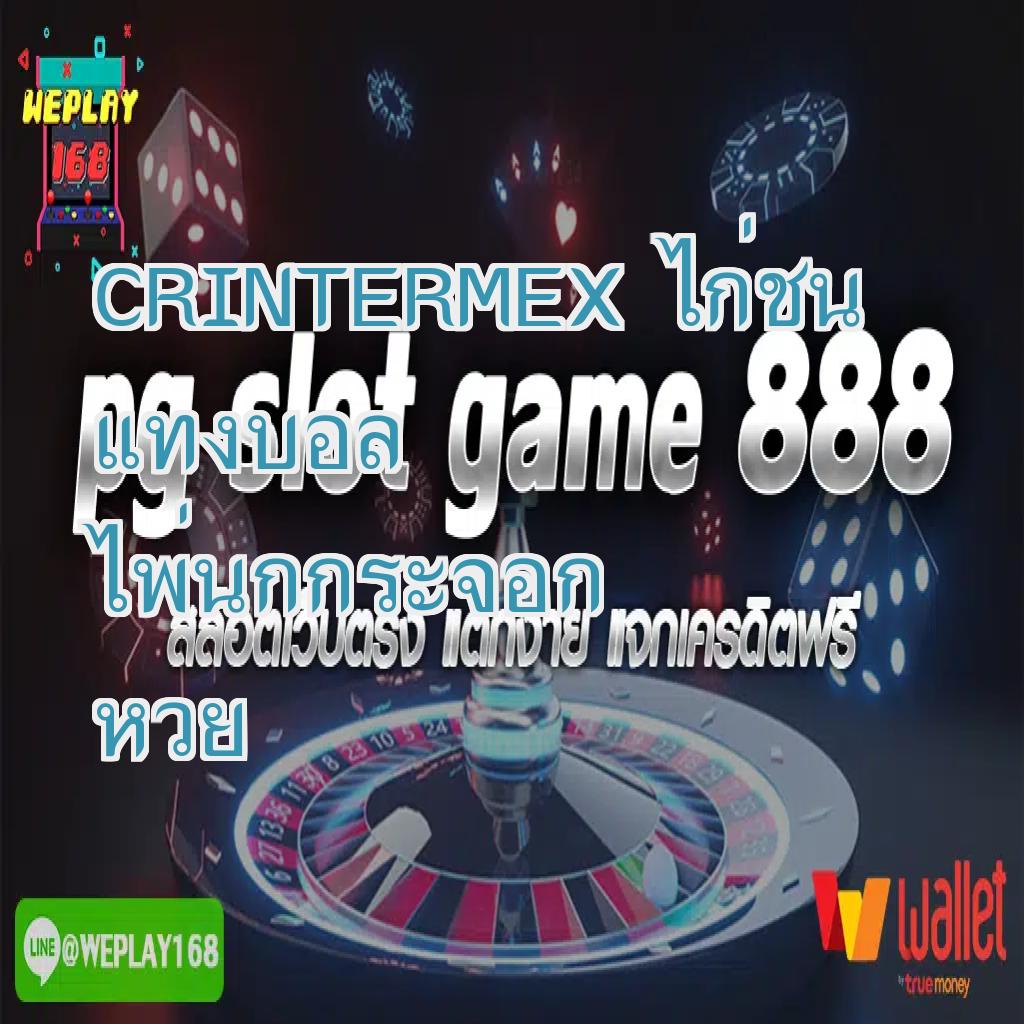 WEPLAY
168
CRINTERMEX ไก่ชน
pg slot game 888
แทงบอล
ไพ่นกกระจอก
สล็อตเว็บตรง แตกง่าย แจกเครดิตฟรี
หวย
LINE @WEPLAY168
wallet
by truemoney